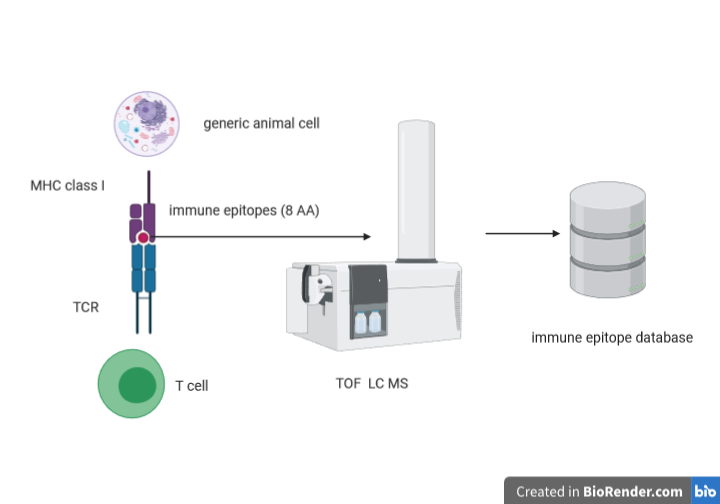 generic animal cell
MHC class I
immune epitopes (8 AA)
TCR
immune epitope database
T cell
TOF LC MS
Created in BioRender.com bio